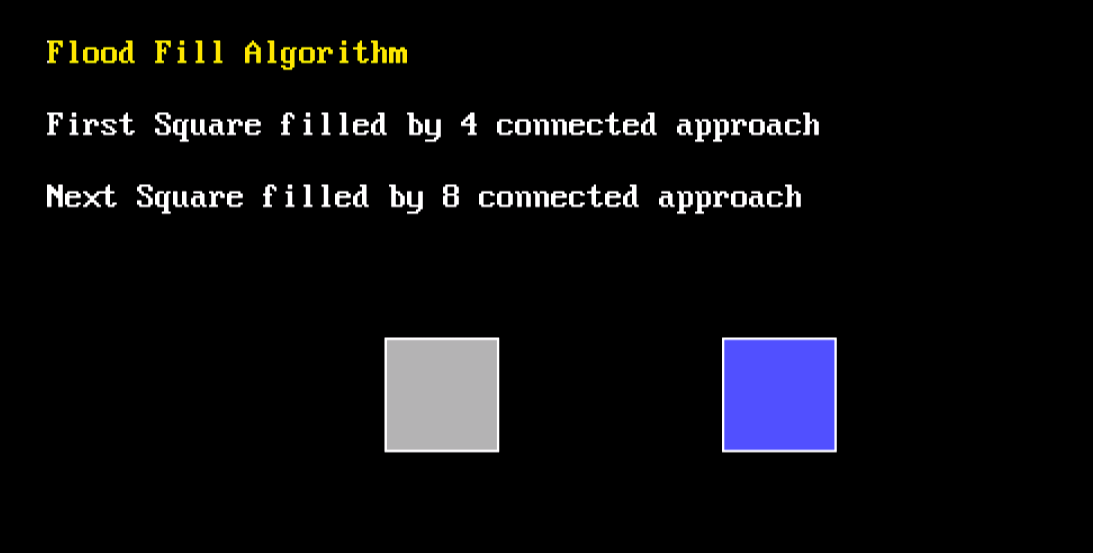 Flood Fill Algorithm
First Square filled by 4 connected approach
Next Square filled by 8 connected approach